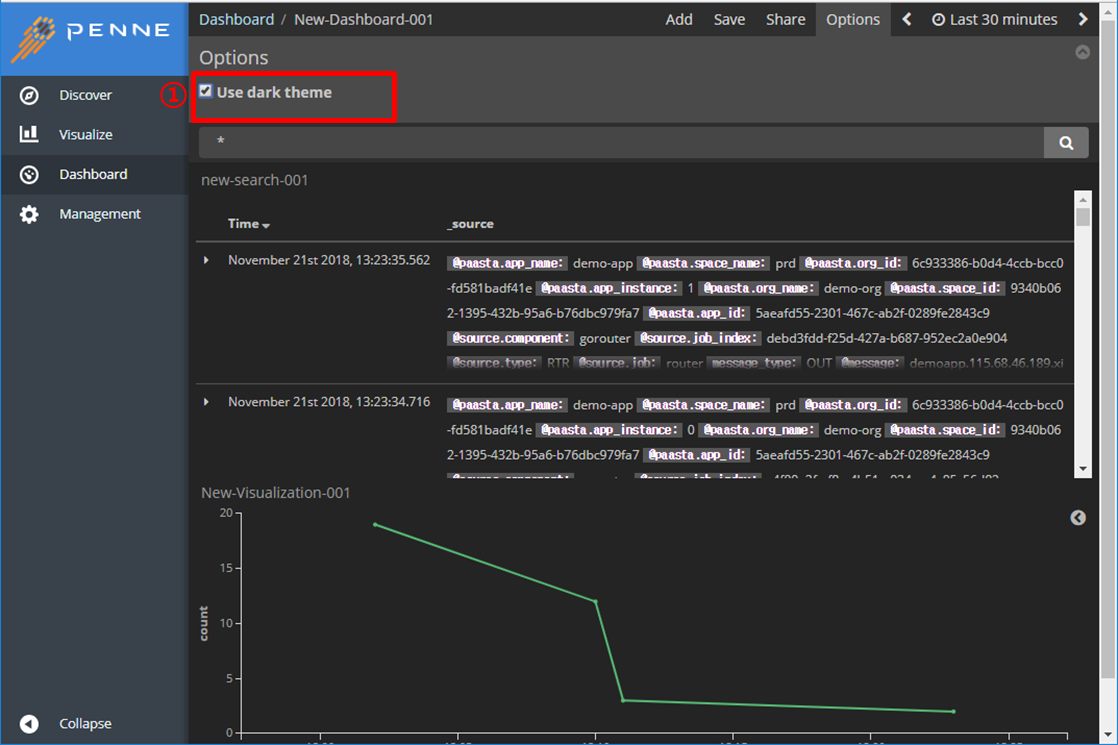 PENNE
Dashboard / New-Dashboard-001
Add Save Share Options Last 30 minutes
Options
① Use dark theme
Discover
Visualize
Dashboard
Management
Collapse
*
new-search-001
Time _source
November 21st 2018, 13:23:35.562
@paasta.app_name: demo-app @paasta.space_name: prd @paasta.org_id: 6c933386-b0d4-4ccb-bcc0
-fd581badf41e @paasta.app_instance: 1 @paasta.org_name: demo-org @paasta.space_id: 9340b06
2-1395-432b-95a6-b76dbc979fa7 @paasta.app_id: 5aeafd55-2301-467c-ab2f-0289fe2843c9
@source.component: gorouter @source.job_index: debd3fdd-f25d-427a-b687-952ec2a0e904
@source.type: RTR @source.job: router message_type: OUT @message: demoapp.115.68.46.189.xi
November 21st 2018, 13:23:34.716
@paasta.app_name: demo-app @paasta.space_name: prd @paasta.org_id: 6c933386-b0d4-4ccb-bcc0
-fd581badf41e @paasta.app_instance: 0 @paasta.org_name: demo-org @paasta.space_id: 9340b06
2-1395-432b-95a6-b76dbc979fa7 @paasta.app_id: 5aeafd55-2301-467c-ab2f-0289fe2843c9
New-Visualization-001
20
15
10
5
0
count